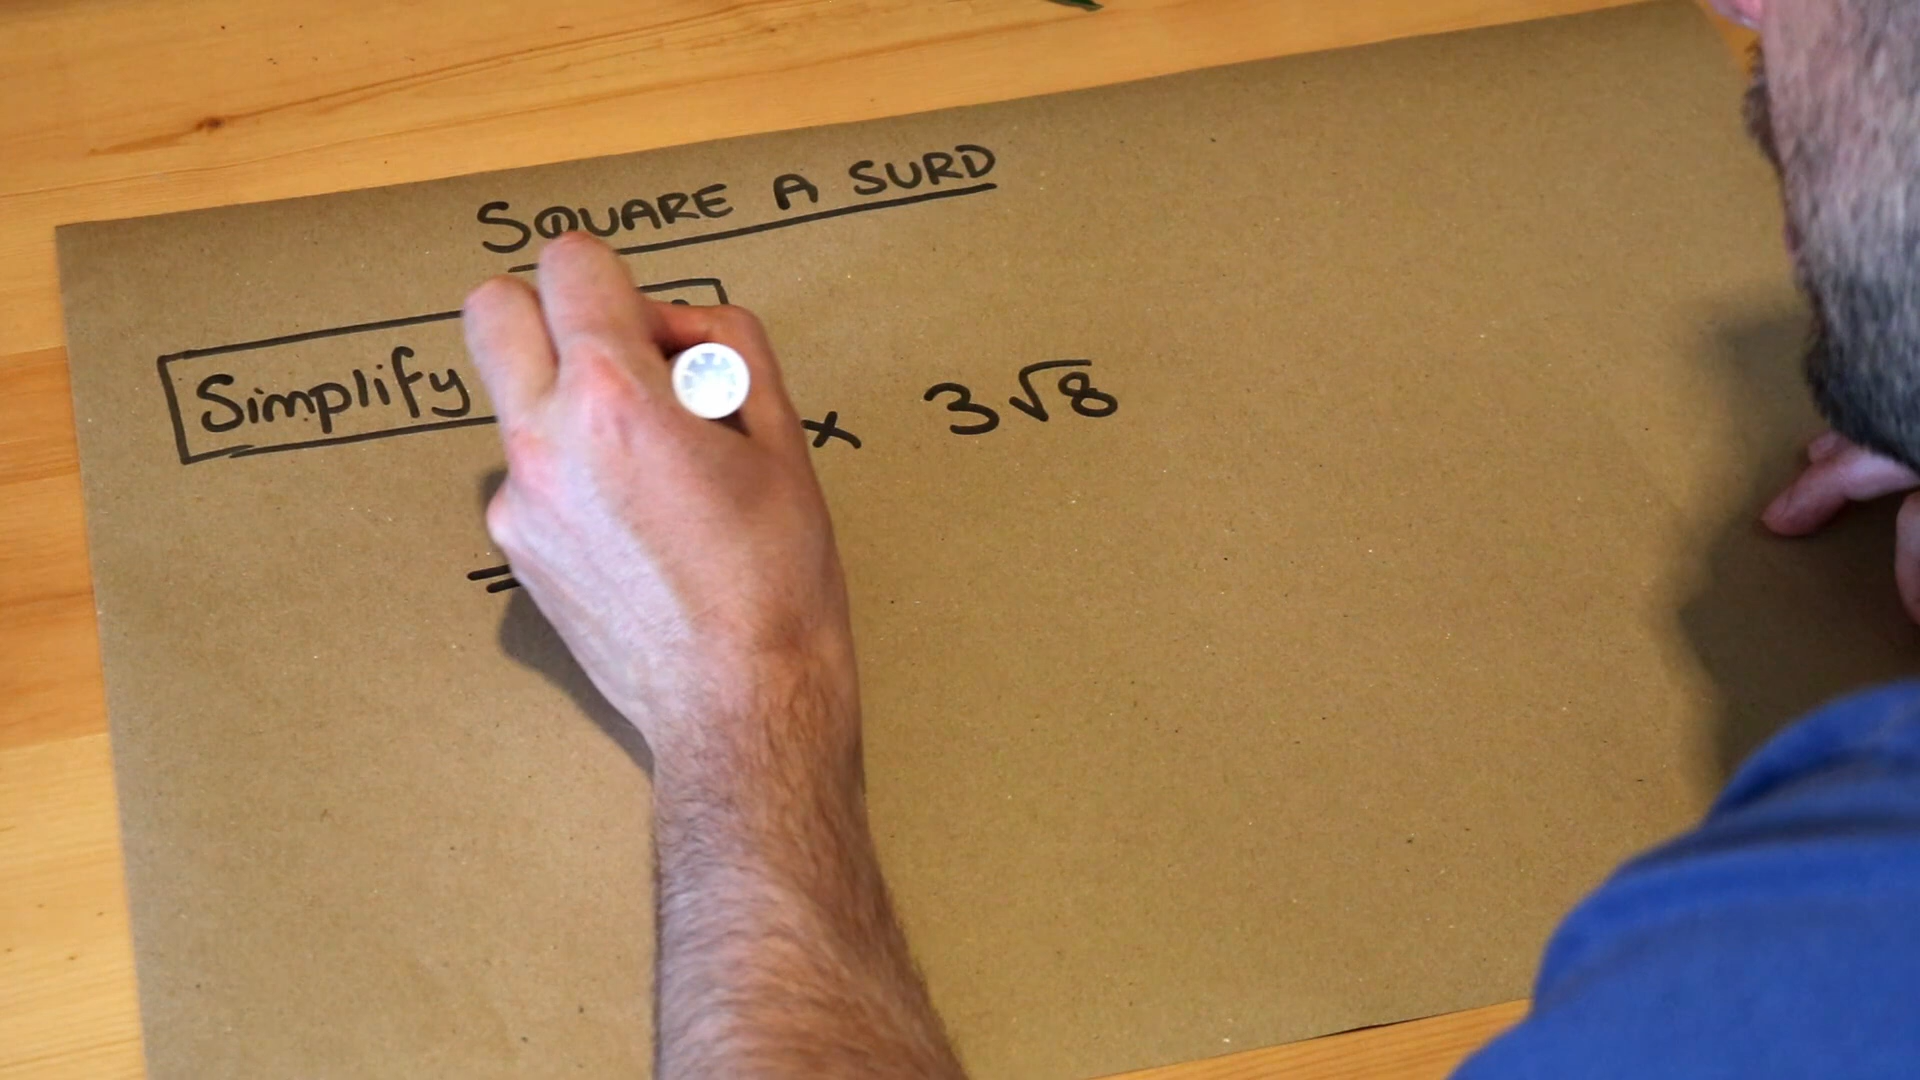 SQUARE A SURD
Simplify
× 3√8
=